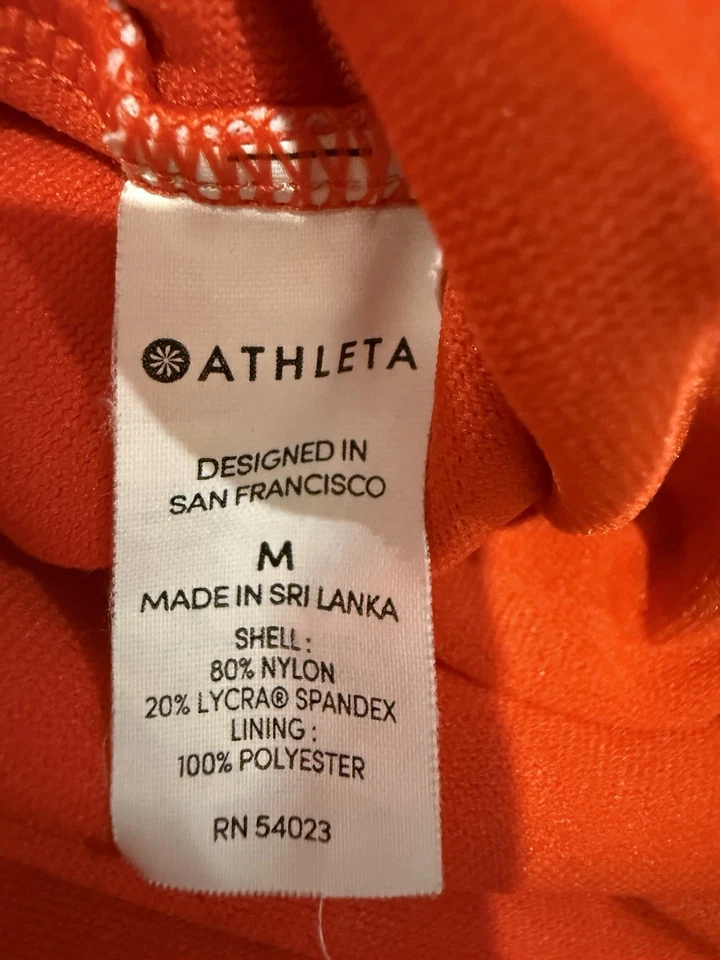 ATHLETA
DESIGNED IN
SAN FRANCISCO
M
MADE IN SRI LANKA
SHELL :
80% NYLON
20% LYCRA® SPANDEX
LINING :
100% POLYESTER
RN 54023